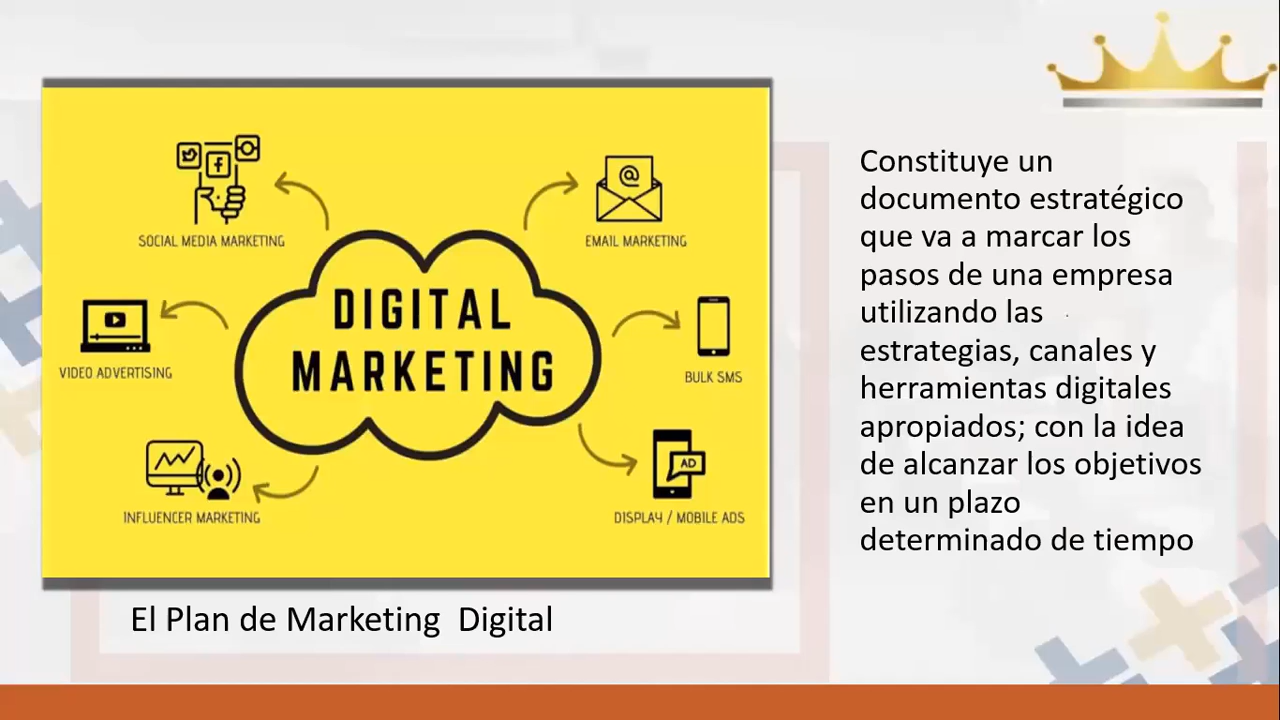 SOCIAL MEDIA MARKETING
EMAIL MARKETING
DIGITAL
MARKETING
VIDEO ADVERTISING
BULK SMS
AD
INFLUENCER MARKETING
DISPLAY / MOBILE ADS
El Plan de Marketing  Digital
Constituye un
documento estratégico
que va a marcar los
pasos de una empresa
utilizando las
estrategias, canales y
herramientas digitales
apropiados; con la idea
de alcanzar los objetivos
en un plazo
determinado de tiempo